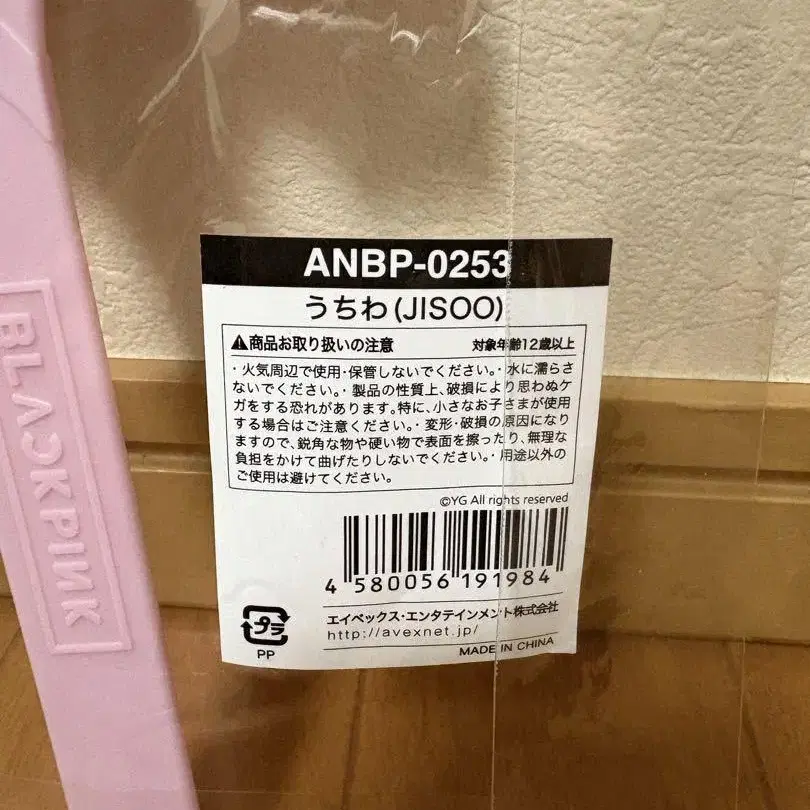 BLACKPINK
ANBP-0253
うちわ(JISOO)
⚠商品お取り扱いの注意 対象年齢12歳以上
・火気周辺で使用・保管しないでください。・水に濡らさ
ないでください。・製品の性質上、破損により思わぬケ
ガをする恐れがあります。特に、小さなお子さまが使用
する場合はご注意ください。・変形・破損の原因になり
ますので、鋭角な物や硬い物で表面を擦ったり、無理な
負担をかけて曲げたりしないでください。・用途以外の
ご使用は避けてください。
©YG All rights reserved
4 580056 191984
エイベックス・エンタテインメント株式会社
http://avexnet.jp/
プラ
PP
MADE IN CHINA